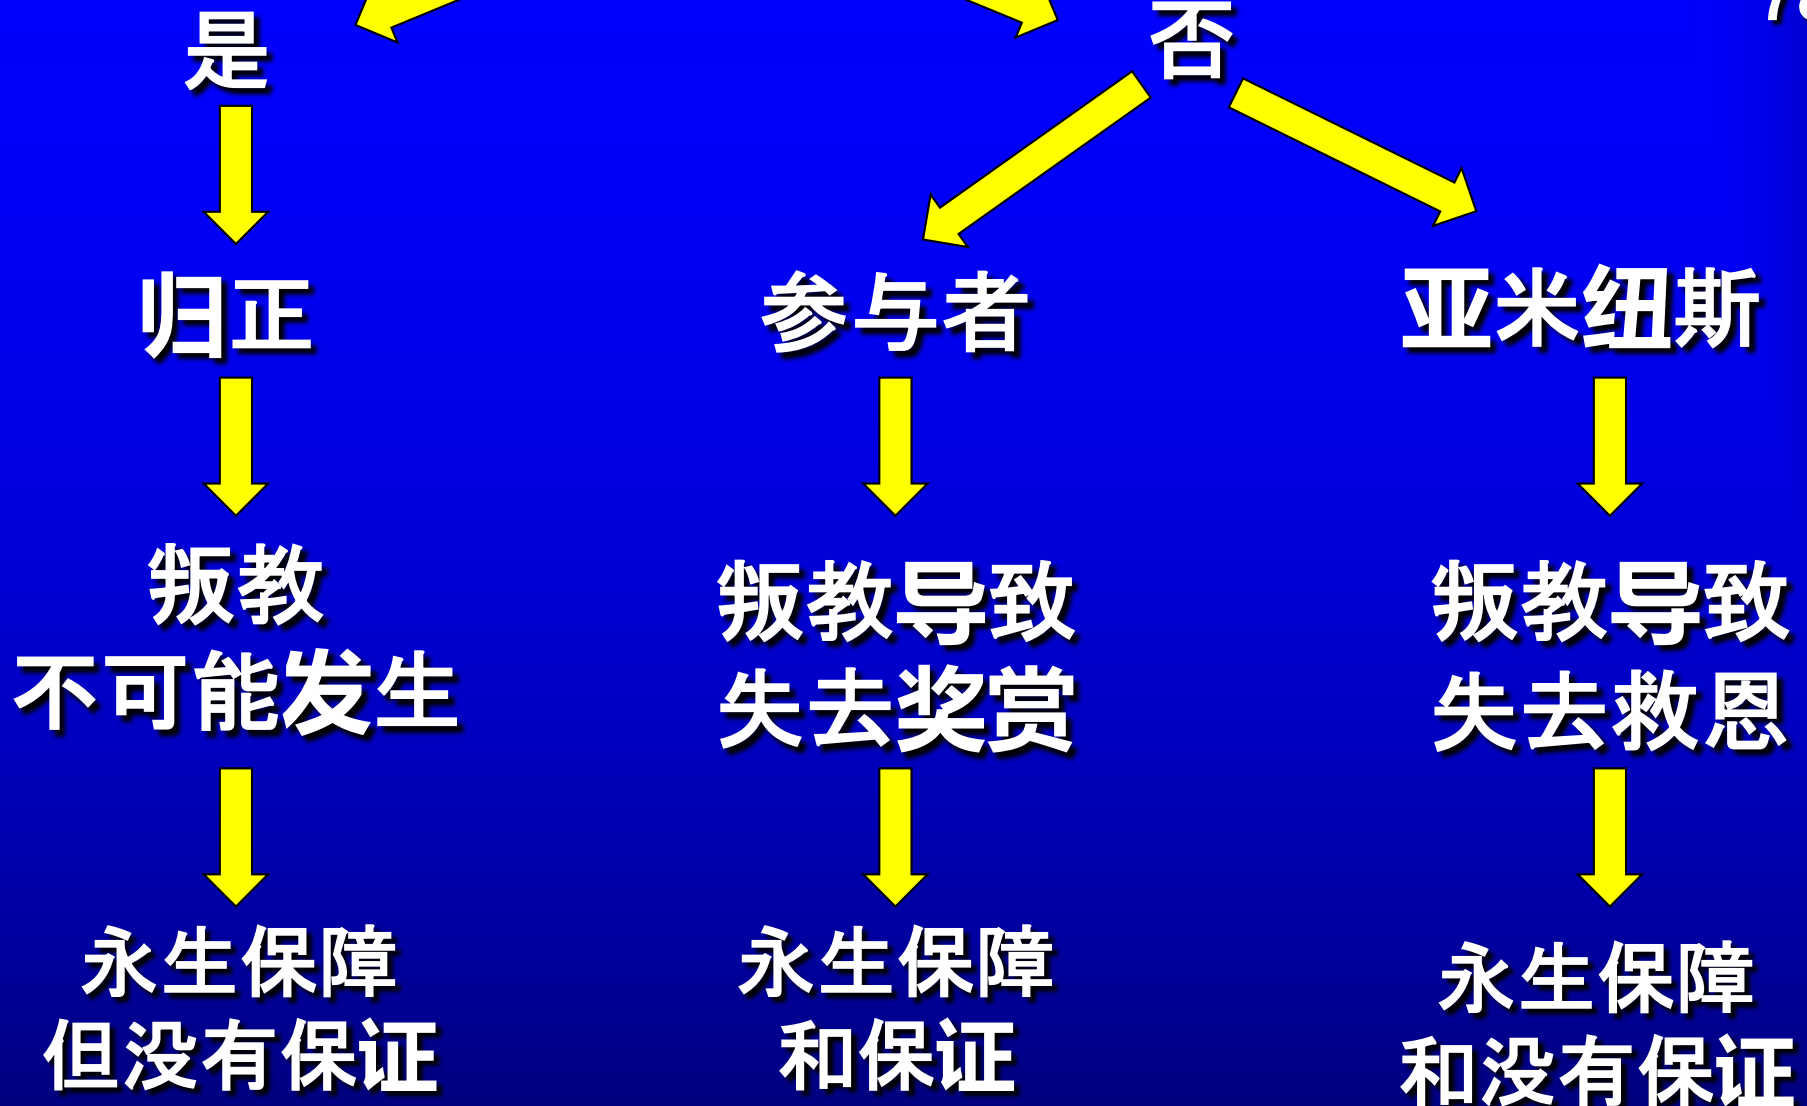 是
否
归正
参与者
亚米纽斯
叛教
不可能发生
叛教导致
失去奖赏
叛教导致
失去救恩
永生保障
但没有保证
永生保障
和保证
永生保障
和没有保证